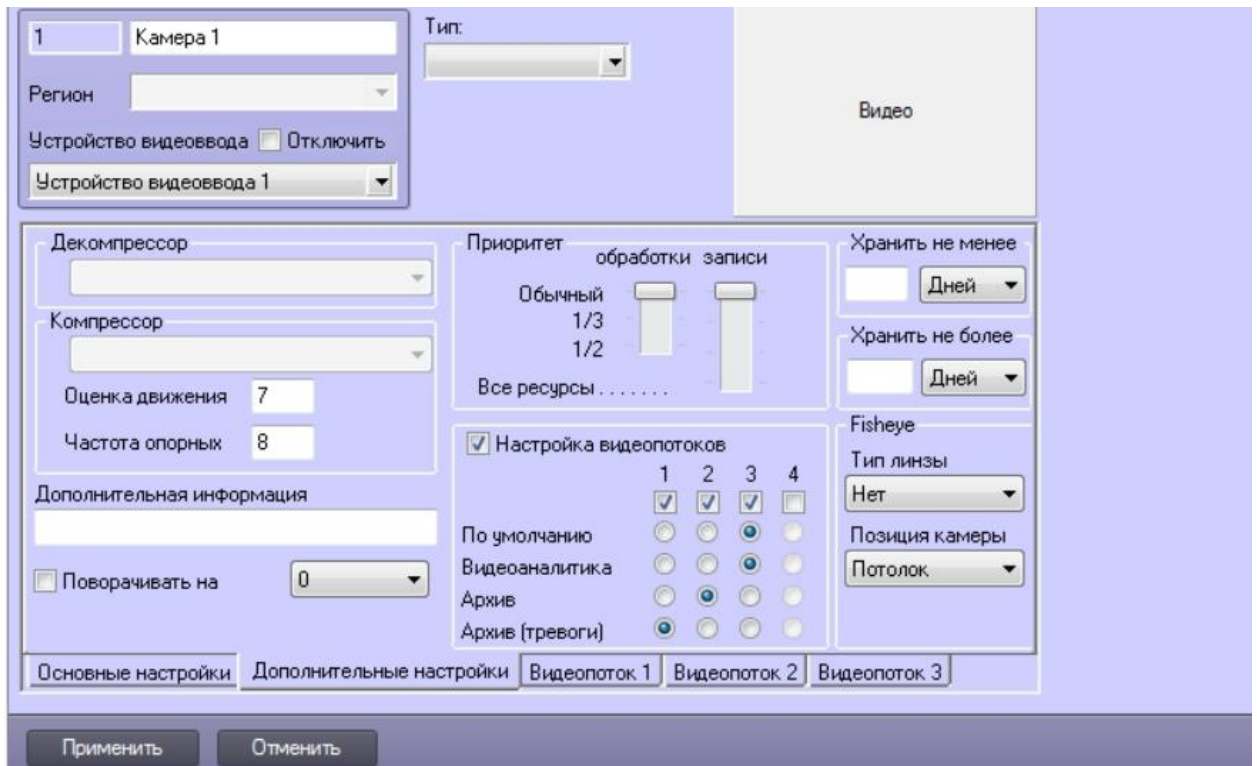 1 Камера 1
Регион
Устройство видеоввода Отключить
Устройство видеоввода 1
Тип:
Видео
Декомпрессор
Компрессор
Оценка движения 7
Частота опорных 8
Дополнительная информация
Поворачивать на 0
Приоритет
обработки записи
Обычный
1/3
1/2
Все ресурсы . . . . . . .
Настройка видеопотоков
1 2 3 4
По умолчанию
Видеоаналитика
Архив
Архив (тревоги)
Хранить не менее
Дней
Хранить не более
Дней
Fisheye
Тип линзы
Нет
Позиция камеры
Потолок
Основные настройки Дополнительные настройки Видеопоток 1 Видеопоток 2 Видеопоток 3
Применить Отменить